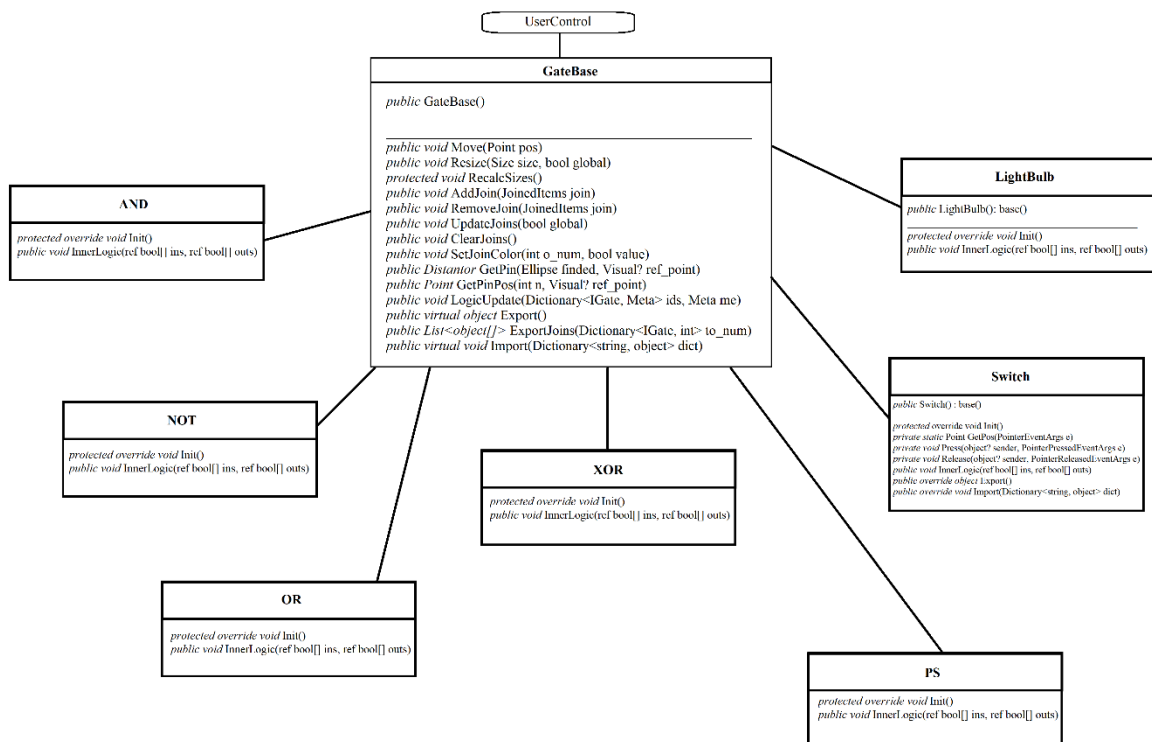 UserControl
GateBase
public GateBase()
public void Move(Point pos)
public void Resize(Size size, bool global)
protected void RecalcSizes()
public void AddJoin(JoinedItems join)
public void RemoveJoin(JoinedItems join)
public void UpdateJoins(bool global)
public void ClearJoins()
public void SetJoinColor(int o_num, bool value)
public Distantor GetPin(Ellipse finded, Visual? ref_point)
public Point GetPinPos(int n, Visual? ref_point)
public void LogicUpdate(Dictionary<IGate, Meta> ids, Meta me)
public virtual object Export()
public List<object[]> ExportJoins(Dictionary<IGate, int> to_num)
public virtual void Import(Dictionary<string, object> dict)
LightBulb
public LightBulb(): base()
protected override void Init()
public void InnerLogic(ref bool[] ins, ref bool[] outs)
AND
protected override void Init()
public void InnerLogic(ref bool[] ins, ref bool[] outs)
Switch
public Switch() : base()
protected override void Init()
private static Point GetPos(PointerEventArgs e)
private void Press(object? sender, PointerPressedEventArgs e)
private void Release(object? sender, PointerReleasedEventArgs e)
public void InnerLogic(ref bool[] ins, ref bool[] outs)
public override object Export()
public override void Import(Dictionary<string, object> dict)
NOT
protected override void Init()
public void InnerLogic(ref bool[] ins, ref bool[] outs)
XOR
protected override void Init()
public void InnerLogic(ref bool[] ins, ref bool[] outs)
OR
protected override void Init()
public void InnerLogic(ref bool[] ins, ref bool[] outs)
PS
protected override void Init()
public void InnerLogic(ref bool[] ins, ref bool[] outs)